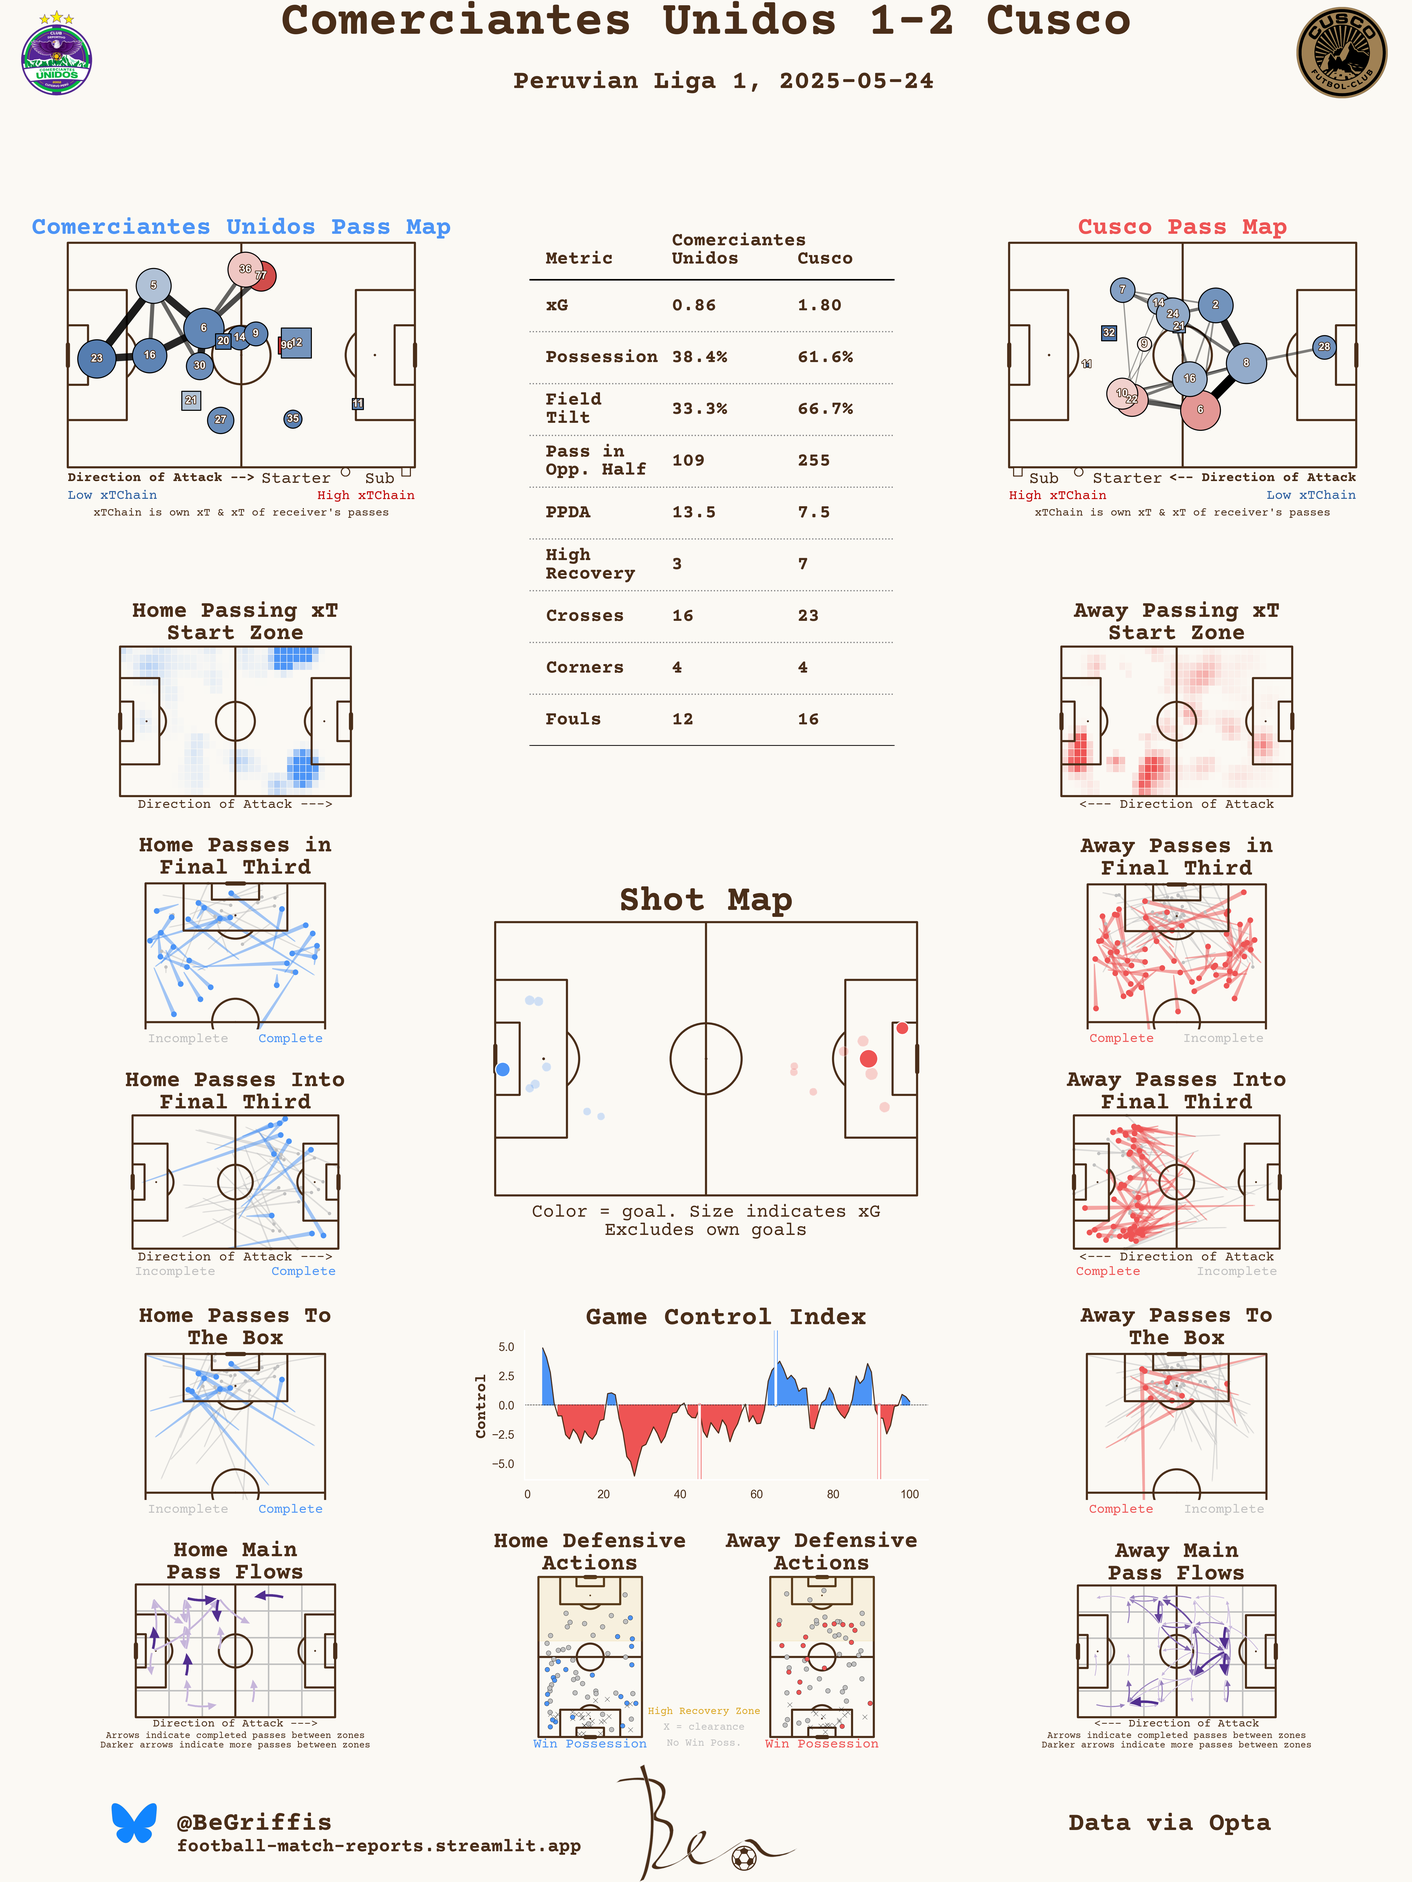 Comerciantes Unidos 1-2 Cusco
Peruvian Liga 1, 2025-05-24
CLUB
DEPORTIVO
COMERCIANTES
UNIDOS
CUSCO
FUTBOL-CLUB
Comerciantes Unidos Pass Map
36
77
5
6
20
14
9
96
12
23
16
30
21
27
35
11
Direction of Attack --> Starter Sub
Low xTChain High xTChain
xTChain is own xT & xT of receiver's passes
Metric Comerciantes Unidos Cusco
xG 0.86 1.80
Possession 38.4% 61.6%
Field Tilt 33.3% 66.7%
Pass in Opp. Half 109 255
PPDA 13.5 7.5
High Recovery 3 7
Crosses 16 23
Corners 4 4
Fouls 12 16
Cusco Pass Map
7
14
24
2
21
32
9
28
11
8
16
10
22
6
Sub Starter <-- Direction of Attack
High xTChain Low xTChain
xTChain is own xT & xT of receiver's passes
Home Passing xT
Start Zone
Direction of Attack --->
Away Passing xT
Start Zone
<--- Direction of Attack
Home Passes in
Final Third
Incomplete Complete
Away Passes in
Final Third
Complete Incomplete
Shot Map
Color = goal. Size indicates xG
Excludes own goals
Home Passes Into
Final Third
Direction of Attack --->
Incomplete Complete
Away Passes Into
Final Third
<--- Direction of Attack
Complete Incomplete
Home Passes To
The Box
Incomplete Complete
Game Control Index
Control
5.0
2.5
0.0
−2.5
−5.0
0 20 40 60 80 100
Away Passes To
The Box
Complete Incomplete
Home Main
Pass Flows
Direction of Attack --->
Arrows indicate completed passes between zones
Darker arrows indicate more passes between zones
Home Defensive
Actions
Win Possession
High Recovery Zone
X = clearance
No Win Poss.
Away Defensive
Actions
Win Possession
Away Main
Pass Flows
<--- Direction of Attack
Arrows indicate completed passes between zones
Darker arrows indicate more passes between zones
@BeGriffis
football-match-reports.streamlit.app
Ben
Data via Opta